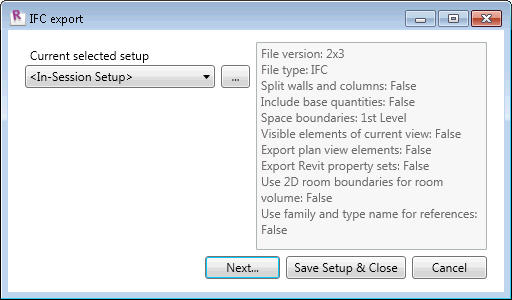 IFC export
Current selected setup
<In-Session Setup>
...
File version: 2x3
File type: IFC
Split walls and columns: False
Include base quantities: False
Space boundaries: 1st Level
Visible elements of current view: False
Export plan view elements: False
Export Revit property sets: False
Use 2D room boundaries for room
volume: False
Use family and type name for references:
False
Next...
Save Setup & Close
Cancel